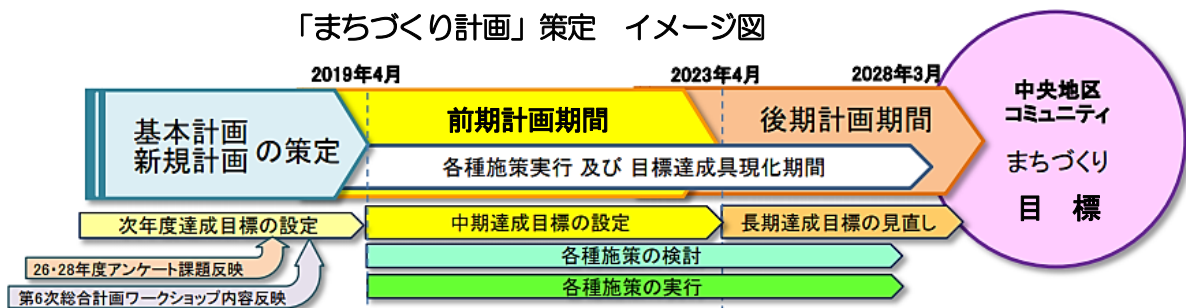 「まちづくり計画」策定　イメージ図
2019年4月
2023年4月
2028年3月
基本計画
新規計画
の策定
前期計画期間
後期計画期間
各種施策実行 及び 目標達成具現化期間
中央地区
コミュニティ
まちづくり
目　標
次年度達成目標の設定
中期達成目標の設定
長期達成目標の見直し
各種施策の検討
26・28年度アンケート課題反映
各種施策の実行
第6次総合計画ワークショップ内容反映